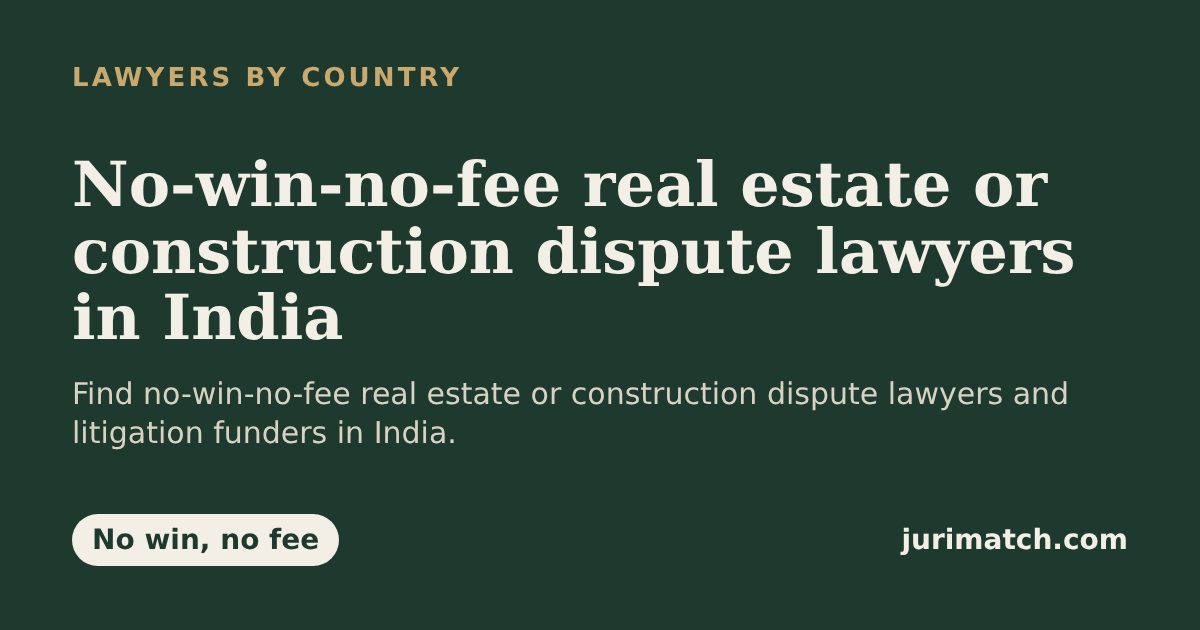 LAWYERS BY COUNTRY
No-win-no-fee real estate or
construction dispute lawyers
in India
Find no-win-no-fee real estate or construction dispute lawyers and
litigation funders in India.
No win, no fee
jurimatch.com